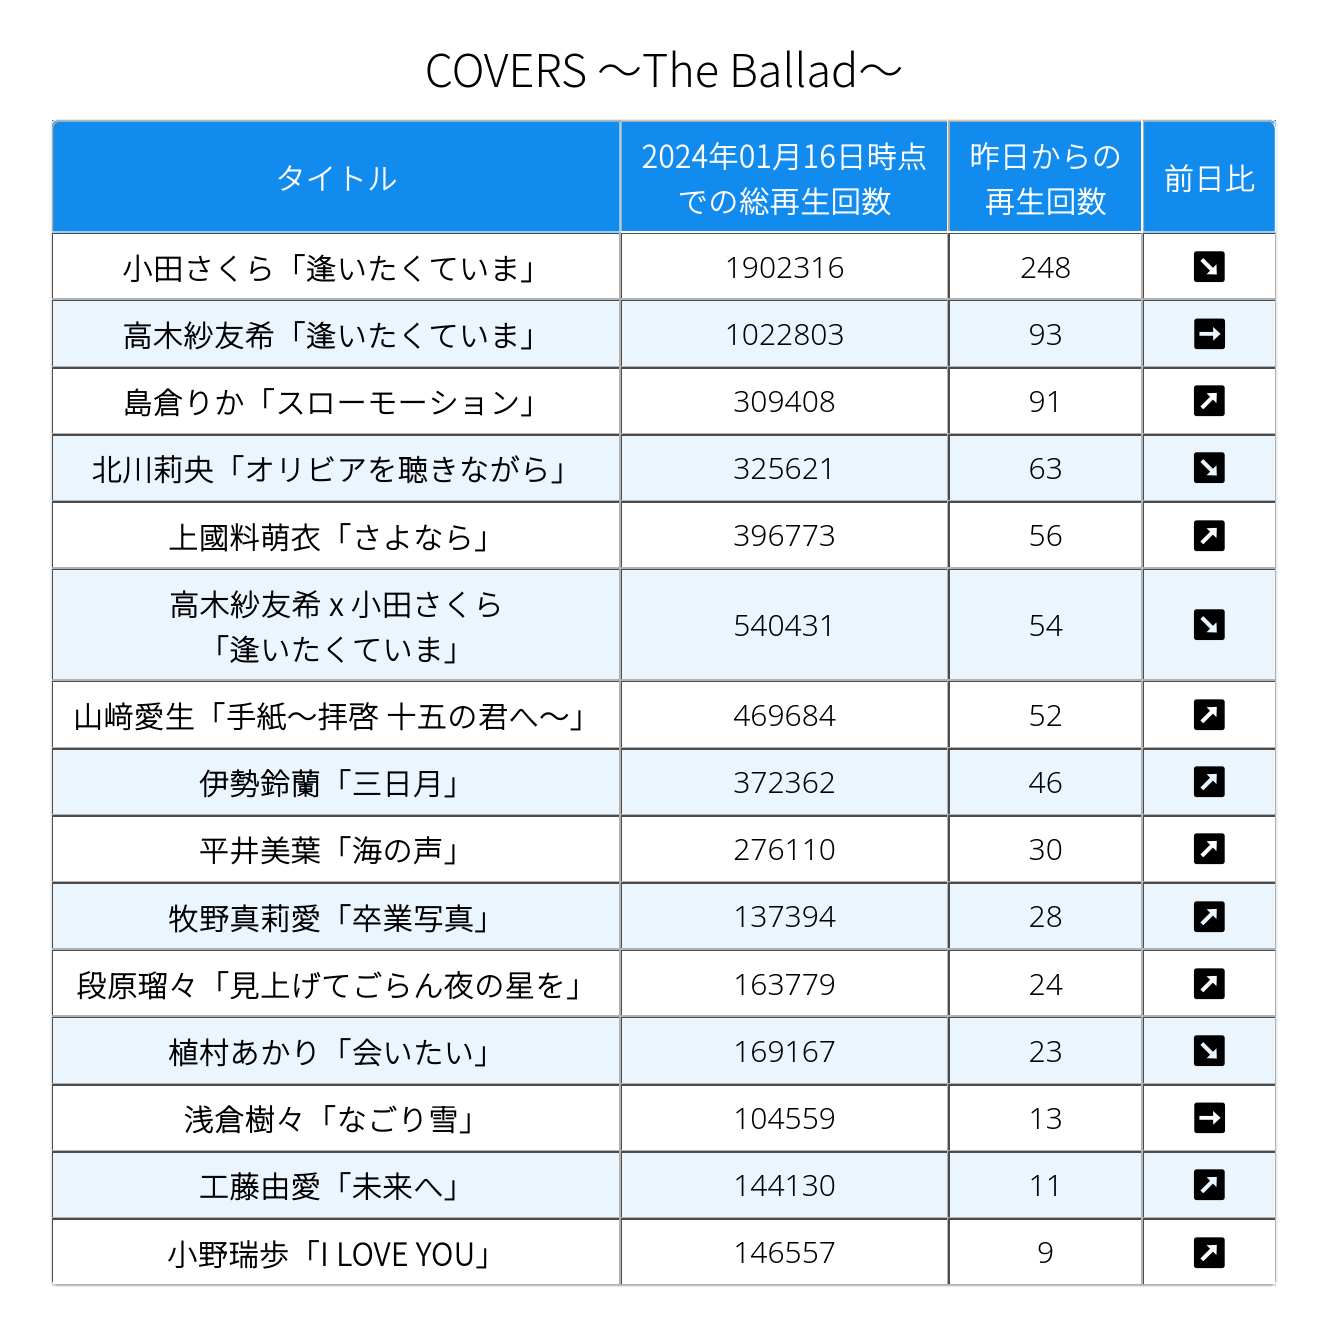 COVERS ～The Ballad～
タイトル 2024年01月16日時点での総再生回数 昨日からの再生回数 前日比
小田さくら「逢いたくていま」 1902316 248 ↘
高木紗友希「逢いたくていま」 1022803 93 →
島倉りか「スローモーション」 309408 91 ↗
北川莉央「オリビアを聴きながら」 325621 63 ↘
上國料萌衣「さよなら」 396773 56 ↗
高木紗友希 x 小田さくら「逢いたくていま」 540431 54 ↘
山﨑愛生「手紙～拝啓 十五の君へ～」 469684 52 ↗
伊勢鈴蘭「三日月」 372362 46 ↗
平井美葉「海の声」 276110 30 ↗
牧野真莉愛「卒業写真」 137394 28 ↗
段原瑠々「見上げてごらん夜の星を」 163779 24 ↗
植村あかり「会いたい」 169167 23 ↘
浅倉樹々「なごり雪」 104559 13 →
工藤由愛「未来へ」 144130 11 ↗
小野瑞歩「I LOVE YOU」 146557 9 ↗